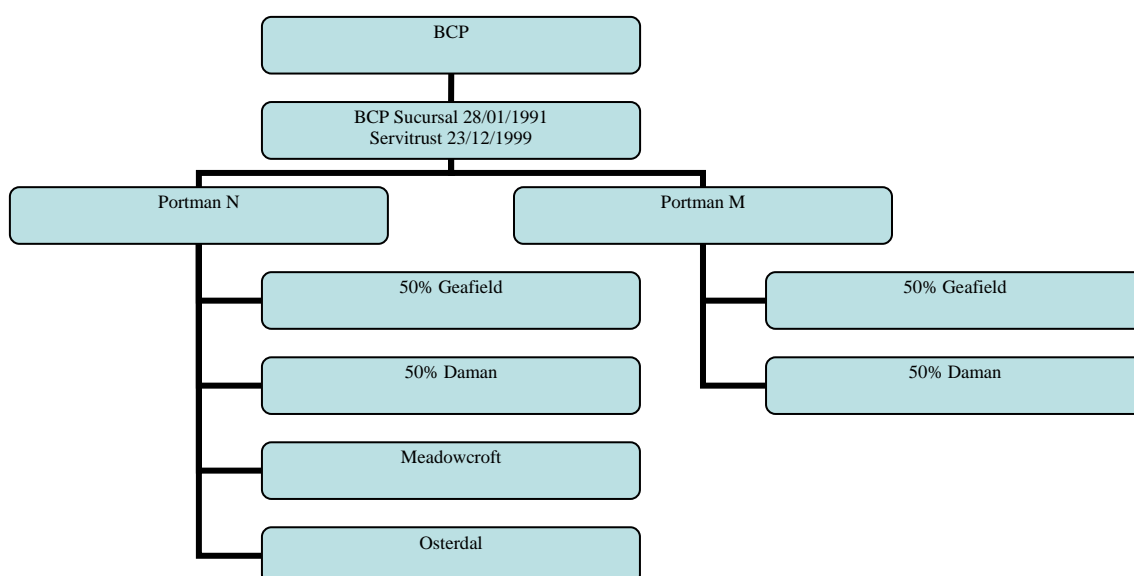 BCP
BCP Sucursal 28/01/1991
Servitrust 23/12/1999
Portman N
Portman M
50% Geafield
50% Geafield
50% Daman
50% Daman
Meadowcroft
Osterdal